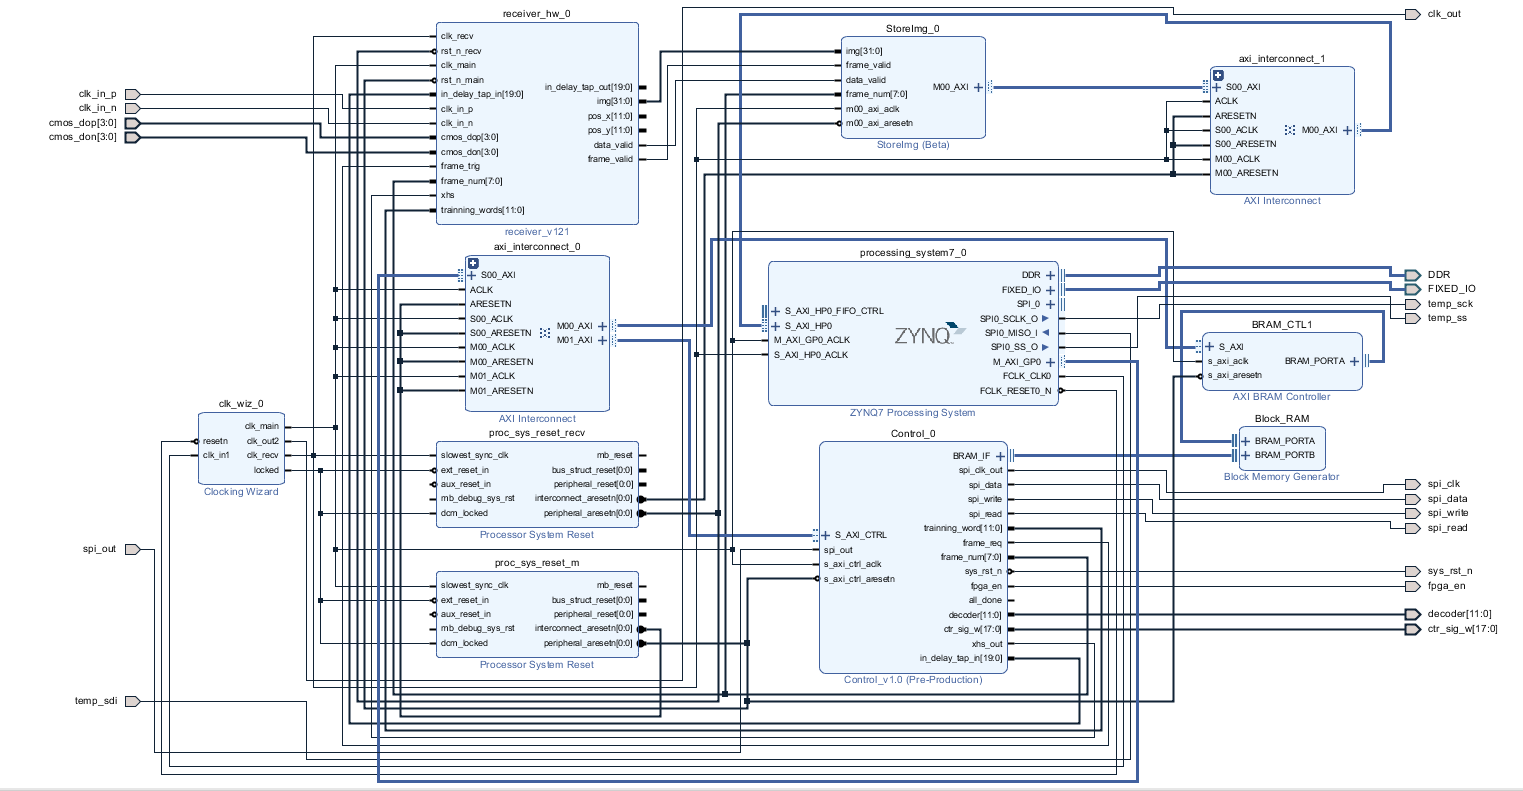 clk_in_p
clk_in_n
cmos_dop[3:0]
cmos_don[3:0]
spi_out
temp_sdi
receiver_hw_0
clk_recv
rst_n_recv
clk_main
rst_n_main
in_delay_tap_in[19:0]
clk_in_p
clk_in_n
cmos_dop[3:0]
cmos_don[3:0]
frame_trig
frame_num[7:0]
xhs
trainning_words[11:0]
in_delay_tap_out[19:0]
img[31:0]
pos_x[11:0]
pos_y[11:0]
data_valid
frame_valid
receiver_v121
StoreImg_0
img[31:0]
frame_valid
data_valid
frame_num[7:0]
m00_axi_aclk
m00_axi_aresetn
M00_AXI
StoreImg (Beta)
axi_interconnect_1
S00_AXI
ACLK
ARESETN
S00_ACLK
S00_ARESETN
M00_ACLK
M00_ARESETN
M00_AXI
AXI Interconnect
axi_interconnect_0
S00_AXI
ACLK
ARESETN
S00_ACLK
S00_ARESETN
M00_ACLK
M00_ARESETN
M01_ACLK
M01_ARESETN
M00_AXI
M01_AXI
AXI Interconnect
processing_system7_0
S_AXI_HP0_FIFO_CTRL
S_AXI_HP0
M_AXI_GP0_ACLK
S_AXI_HP0_ACLK
ZYNQ
DDR
FIXED_IO
SPI_0
SPI0_SCLK_O
SPI0_MISO_I
SPI0_SS_O
M_AXI_GP0
FCLK_CLK0
FCLK_RESET0_N
ZYNQ7 Processing System
BRAM_CTL1
S_AXI
s_axi_aclk
s_axi_aresetn
BRAM_PORTA
AXI BRAM Controller
Block_RAM
BRAM_PORTA
BRAM_PORTB
Block Memory Generator
clk_wiz_0
resetn
clk_in1
clk_main
clk_out2
clk_recv
locked
Clocking Wizard
proc_sys_reset_recv
slowest_sync_clk
ext_reset_in
aux_reset_in
mb_debug_sys_rst
dcm_locked
mb_reset
bus_struct_reset[0:0]
peripheral_reset[0:0]
interconnect_aresetn[0:0]
peripheral_aresetn[0:0]
Processor System Reset
proc_sys_reset_m
slowest_sync_clk
ext_reset_in
aux_reset_in
mb_debug_sys_rst
dcm_locked
mb_reset
bus_struct_reset[0:0]
peripheral_reset[0:0]
interconnect_aresetn[0:0]
peripheral_aresetn[0:0]
Processor System Reset
Control_0
S_AXI_CTRL
spi_out
s_axi_ctrl_aclk
s_axi_ctrl_aresetn
BRAM_IF
spi_clk_out
spi_data
spi_write
spi_read
trainning_word[11:0]
frame_req
frame_num[7:0]
sys_rst_n
fpga_en
all_done
decoder[11:0]
ctr_sig_w[17:0]
xhs_out
in_delay_tap_in[19:0]
Control_v1.0 (Pre-Production)
clk_out
DDR
FIXED_IO
temp_sck
temp_ss
spi_clk
spi_data
spi_write
spi_read
sys_rst_n
fpga_en
decoder[11:0]
ctr_sig_w[17:0]